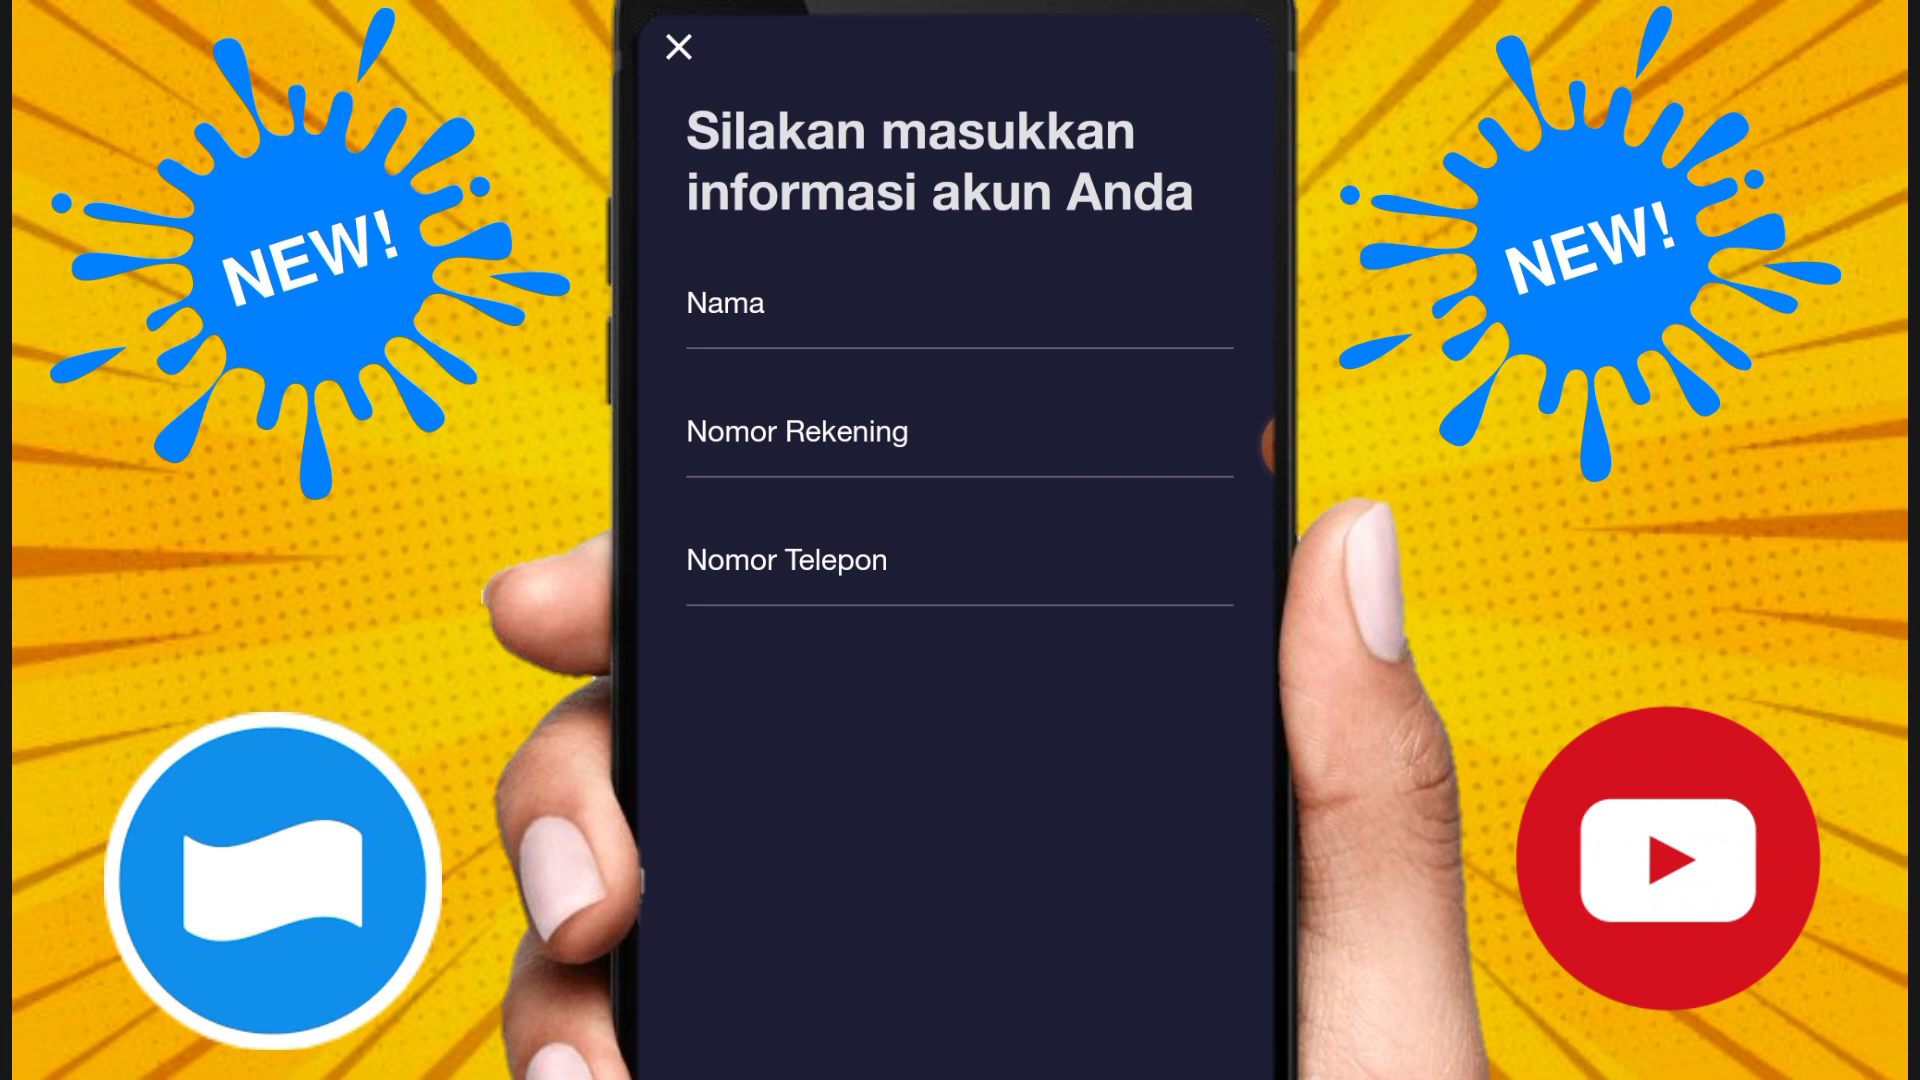 Silakan masukkan
informasi akun Anda
Nama
Nomor Rekening
Nomor Telepon
NEW!
NEW!